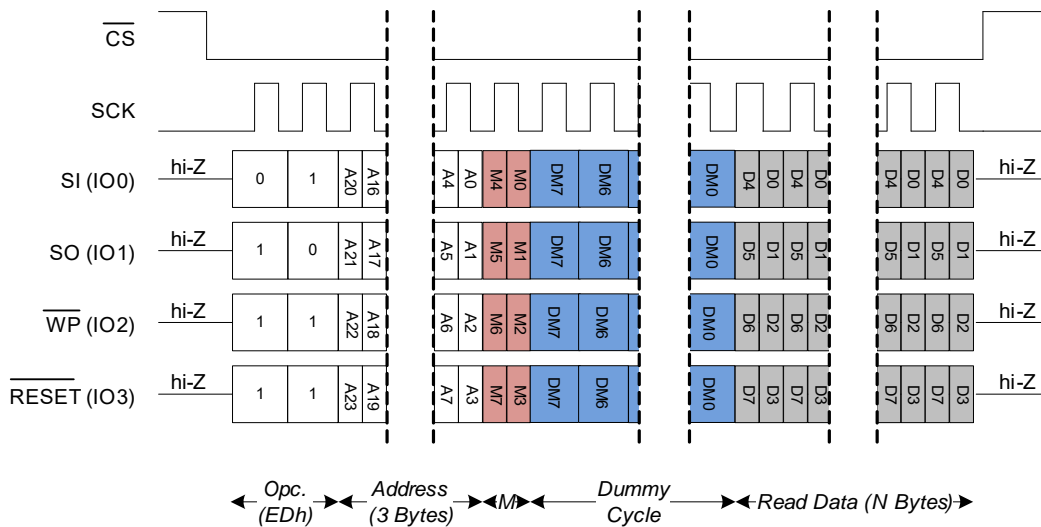 CS
SCK
SI (IO0) hi-Z 0 1 A20 A16 A4 A0 M4 M0 DM7 DM6 DM0 D4 D0 D4 D0 D4 D0 D4 D0 hi-Z
SO (IO1) hi-Z 1 0 A21 A17 A5 A1 M5 M1 DM7 DM6 DM0 D5 D1 D5 D1 D5 D1 D5 D1 hi-Z
WP (IO2) hi-Z 1 1 A22 A18 A6 A2 M6 M2 DM7 DM6 DM0 D6 D2 D6 D2 D6 D2 D6 D2 hi-Z
RESET (IO3) hi-Z 1 1 A23 A19 A7 A3 M7 M3 DM7 DM6 DM0 D7 D3 D7 D3 D7 D3 D7 D3 hi-Z
Opc. Address M Dummy Read Data (N Bytes)
(EDh) (3 Bytes) Cycle